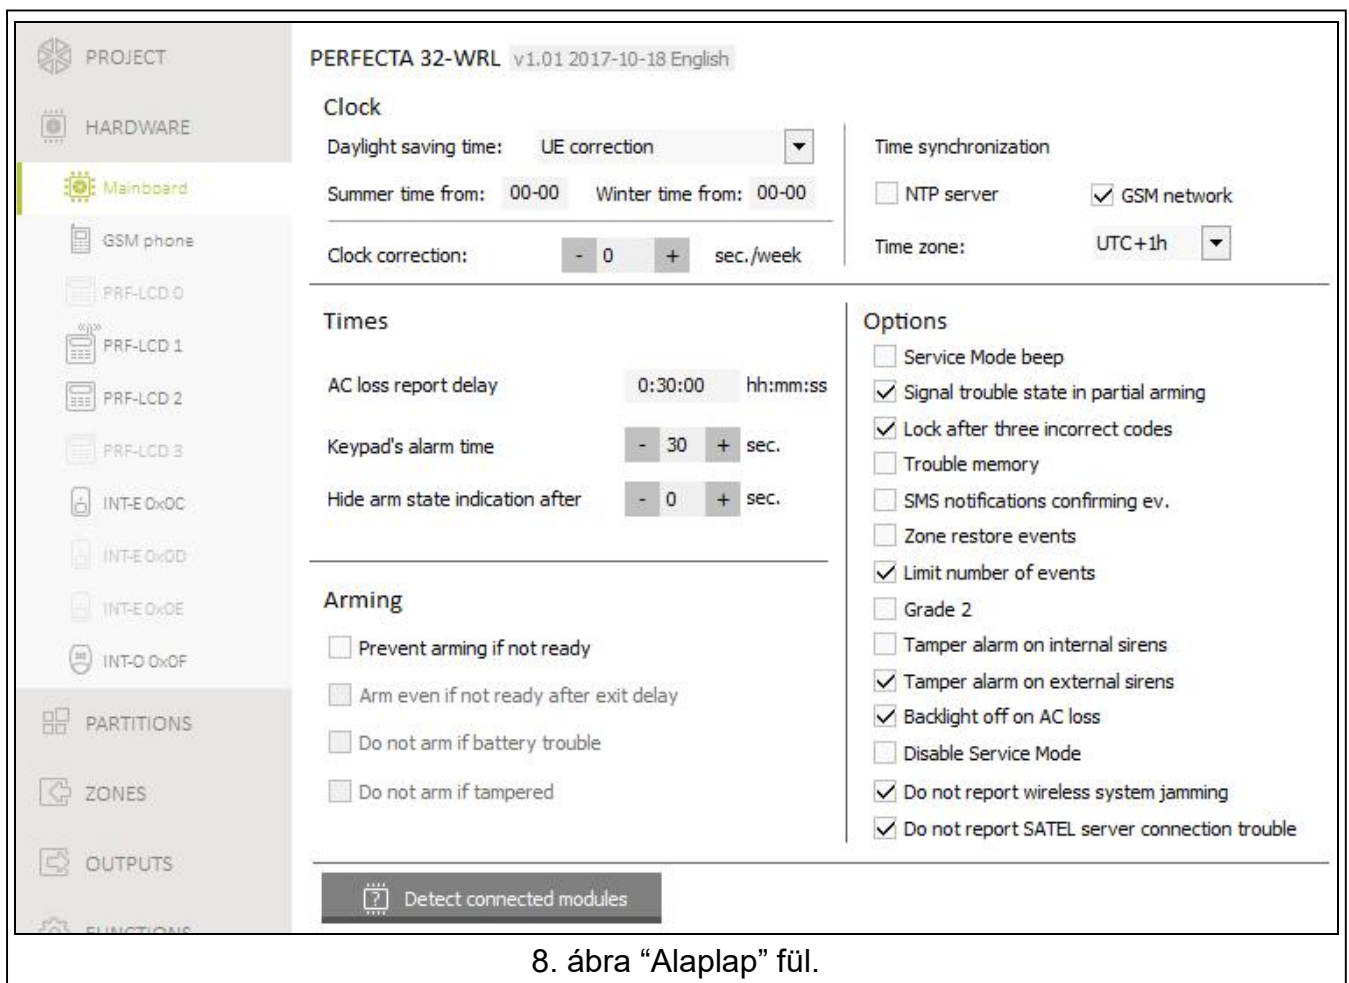 PROJECT
HARDWARE
Mainboard
GSM phone
PRF-LCD 0
PRF-LCD 1
PRF-LCD 2
PRF-LCD 3
INT-E 0x0C
INT-E 0x0D
INT-E 0x0E
INT-O 0x0F
PARTITIONS
ZONES
OUTPUTS
FUNCTIONS
PERFECTA 32-WRL v1.01 2017-10-18 English
Clock
Daylight saving time: UE correction
Summer time from: 00-00 Winter time from: 00-00
Clock correction: - 0 + sec./week
Time synchronization
NTP server GSM network
Time zone: UTC+1h
Times
AC loss report delay 0:30:00 hh:mm:ss
Keypad's alarm time - 30 + sec.
Hide arm state indication after - 0 + sec.
Arming
Prevent arming if not ready
Arm even if not ready after exit delay
Do not arm if battery trouble
Do not arm if tampered
Options
Service Mode beep
Signal trouble state in partial arming
Lock after three incorrect codes
Trouble memory
SMS notifications confirming ev.
Zone restore events
Limit number of events
Grade 2
Tamper alarm on internal sirens
Tamper alarm on external sirens
Backlight off on AC loss
Disable Service Mode
Do not report wireless system jamming
Do not report SATEL server connection trouble
? Detect connected modules
8. ábra “Alaplap” fül.